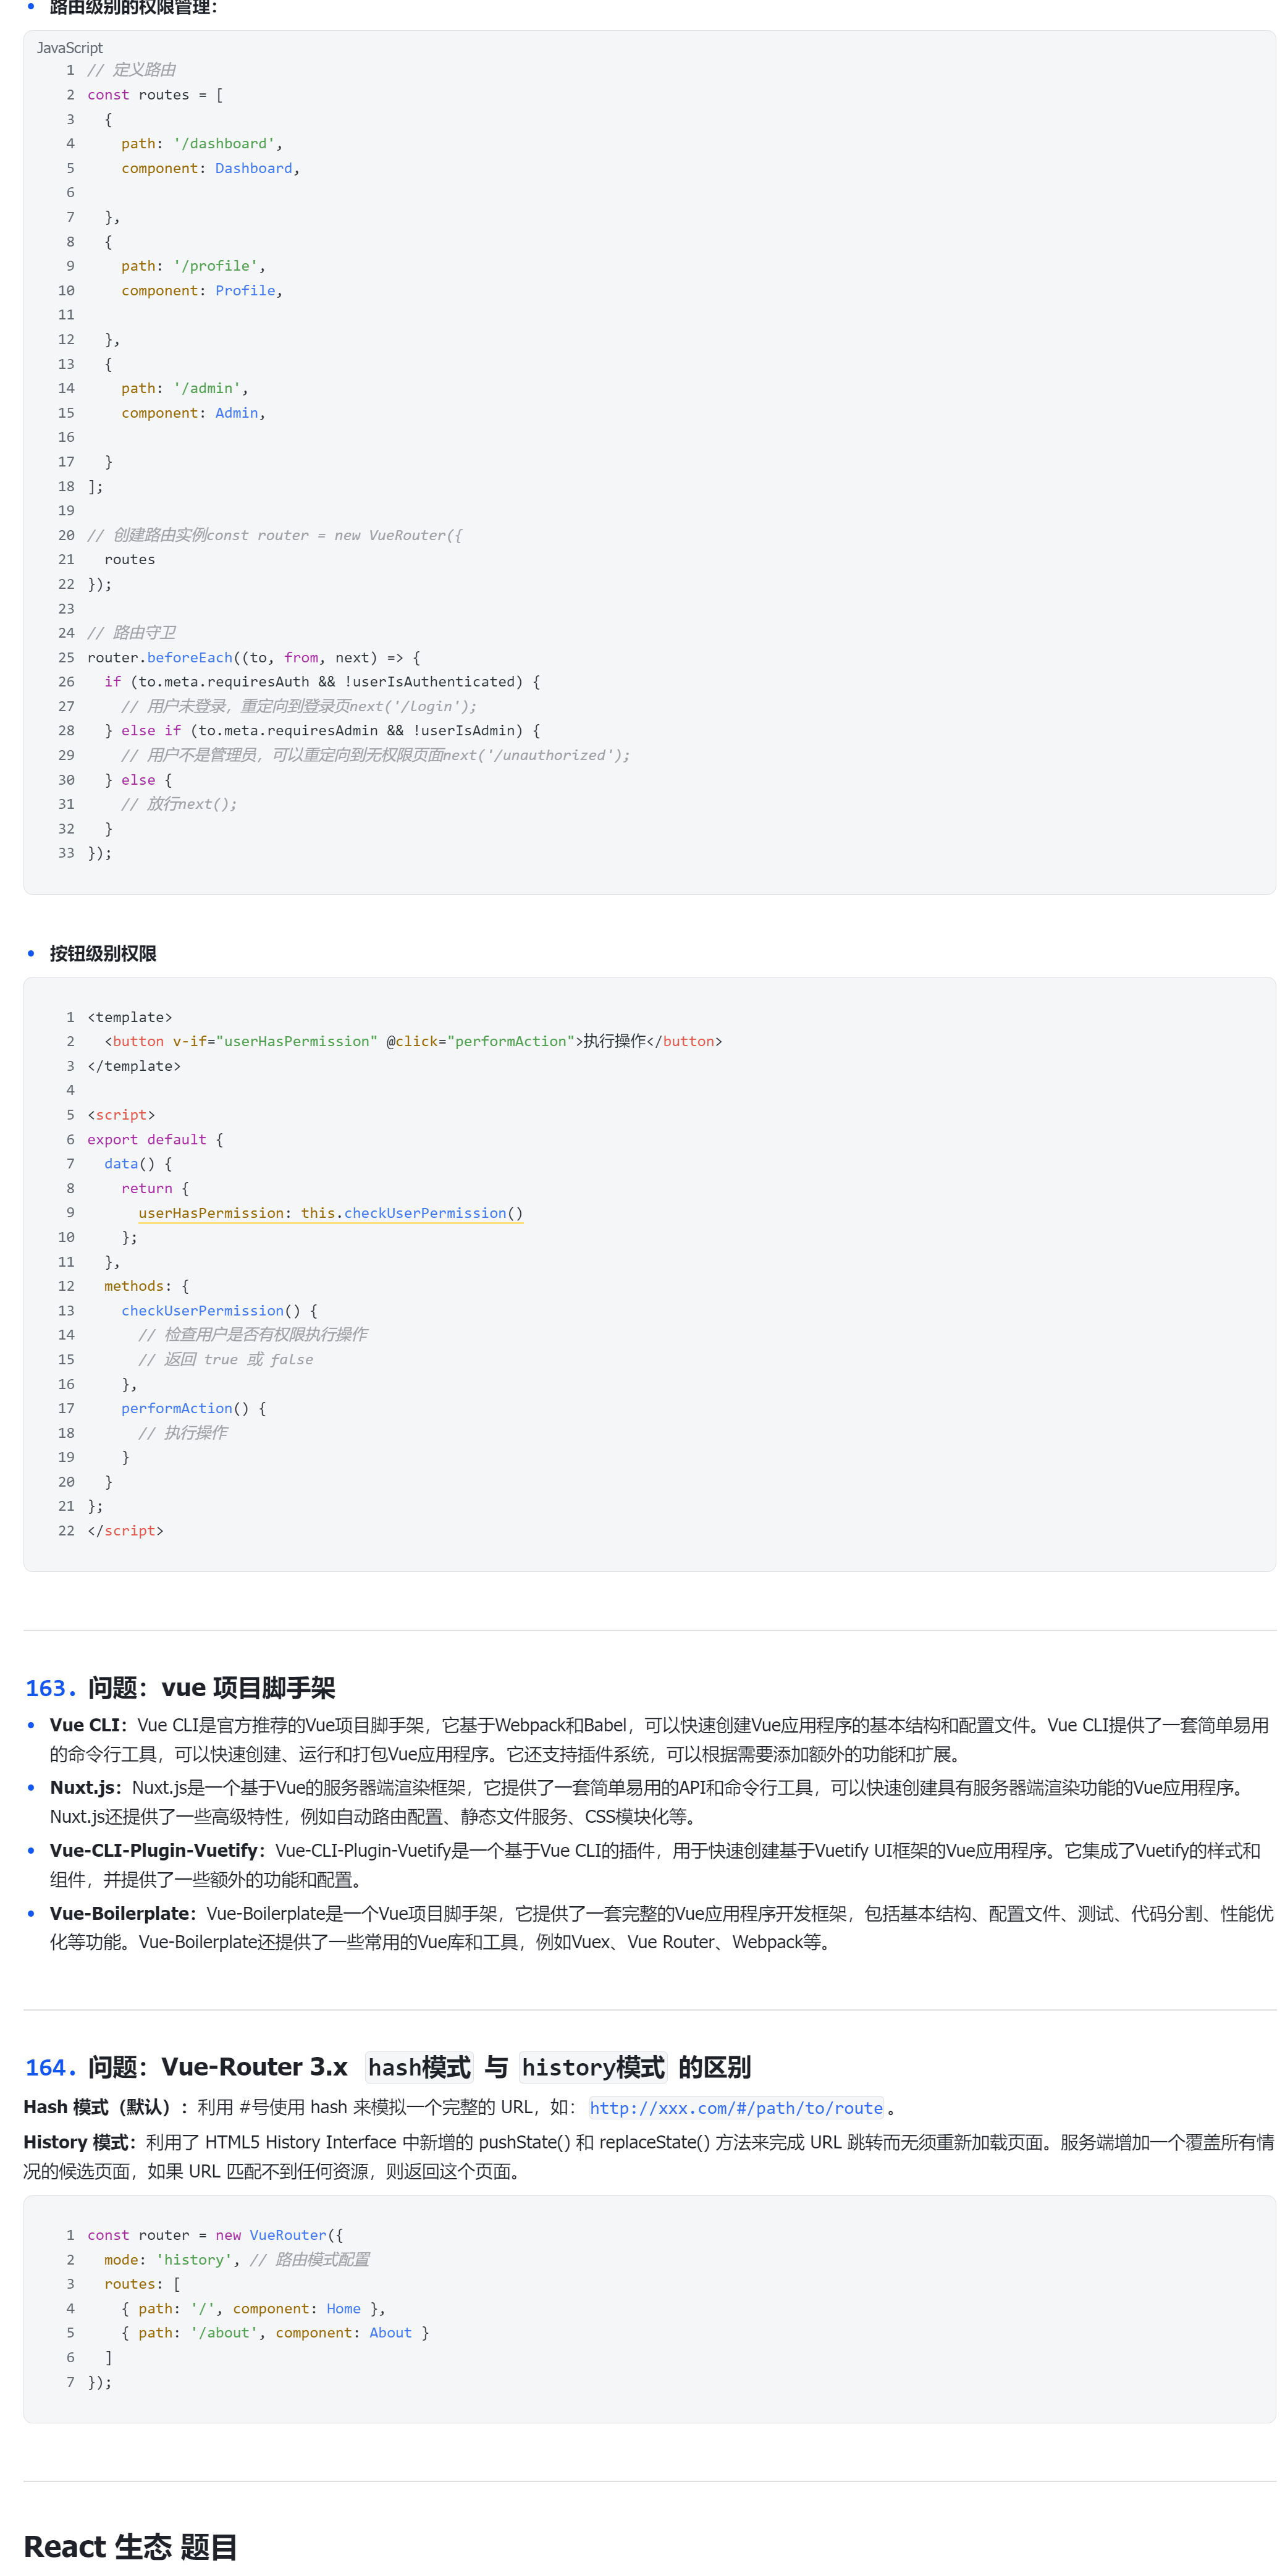 • 路由级别的权限管理：
JavaScript
1 // 定义路由
2 const routes = [
3   {
4     path: '/dashboard',
5     component: Dashboard,
6
7   },
8   {
9     path: '/profile',
10     component: Profile,
11
12   },
13   {
14     path: '/admin',
15     component: Admin,
16
17   }
18 ];
19
20 // 创建路由实例const router = new VueRouter({
21   routes
22 });
23
24 // 路由守卫
25 router.beforeEach((to, from, next) => {
26   if (to.meta.requiresAuth && !userIsAuthenticated) {
27     // 用户未登录，重定向到登录页next('/login');
28   } else if (to.meta.requiresAdmin && !userIsAdmin) {
29     // 用户不是管理员，可以重定向到无权限页面next('/unauthorized');
30   } else {
31     // 放行next();
32   }
33 });
• 按钮级别权限
1 <template>
2   <button v-if="userHasPermission" @click="performAction">执行操作</button>
3 </template>
4
5 <script>
6 export default {
7   data() {
8     return {
9       userHasPermission: this.checkUserPermission()
10     };
11   },
12   methods: {
13     checkUserPermission() {
14       // 检查用户是否有权限执行操作
15       // 返回 true 或 false
16     },
17     performAction() {
18       // 执行操作
19     }
20   }
21 };
22 </script>
163. 问题：vue 项目脚手架
• Vue CLI：Vue CLI是官方推荐的Vue项目脚手架，它基于Webpack和Babel，可以快速创建Vue应用程序的基本结构和配置文件。Vue CLI提供了一套简单易用
的命令行工具，可以快速创建、运行和打包Vue应用程序。它还支持插件系统，可以根据需要添加额外的功能和扩展。
• Nuxt.js：Nuxt.js是一个基于Vue的服务器端渲染框架，它提供了一套简单易用的API和命令行工具，可以快速创建具有服务器端渲染功能的Vue应用程序。
Nuxt.js还提供了一些高级特性，例如自动路由配置、静态文件服务、CSS模块化等。
• Vue-CLI-Plugin-Vuetify：Vue-CLI-Plugin-Vuetify是一个基于Vue CLI的插件，用于快速创建基于Vuetify UI框架的Vue应用程序。它集成了Vuetify的样式和
组件，并提供了一些额外的功能和配置。
• Vue-Boilerplate：Vue-Boilerplate是一个Vue项目脚手架，它提供了一套完整的Vue应用程序开发框架，包括基本结构、配置文件、测试、代码分割、性能优
化等功能。Vue-Boilerplate还提供了一些常用的Vue库和工具，例如Vuex、Vue Router、Webpack等。
164. 问题：Vue-Router 3.x hash模式 与 history模式 的区别
Hash 模式（默认）：利用 #号使用 hash 来模拟一个完整的 URL，如：http://xxx.com/#/path/to/route。
History 模式：利用了 HTML5 History Interface 中新增的 pushState() 和 replaceState() 方法来完成 URL 跳转而无须重新加载页面。服务端增加一个覆盖所有情
况的候选页面，如果 URL 匹配不到任何资源，则返回这个页面。
1 const router = new VueRouter({
2   mode: 'history', // 路由模式配置
3   routes: [
4     { path: '/', component: Home },
5     { path: '/about', component: About }
6   ]
7 });
React 生态 题目